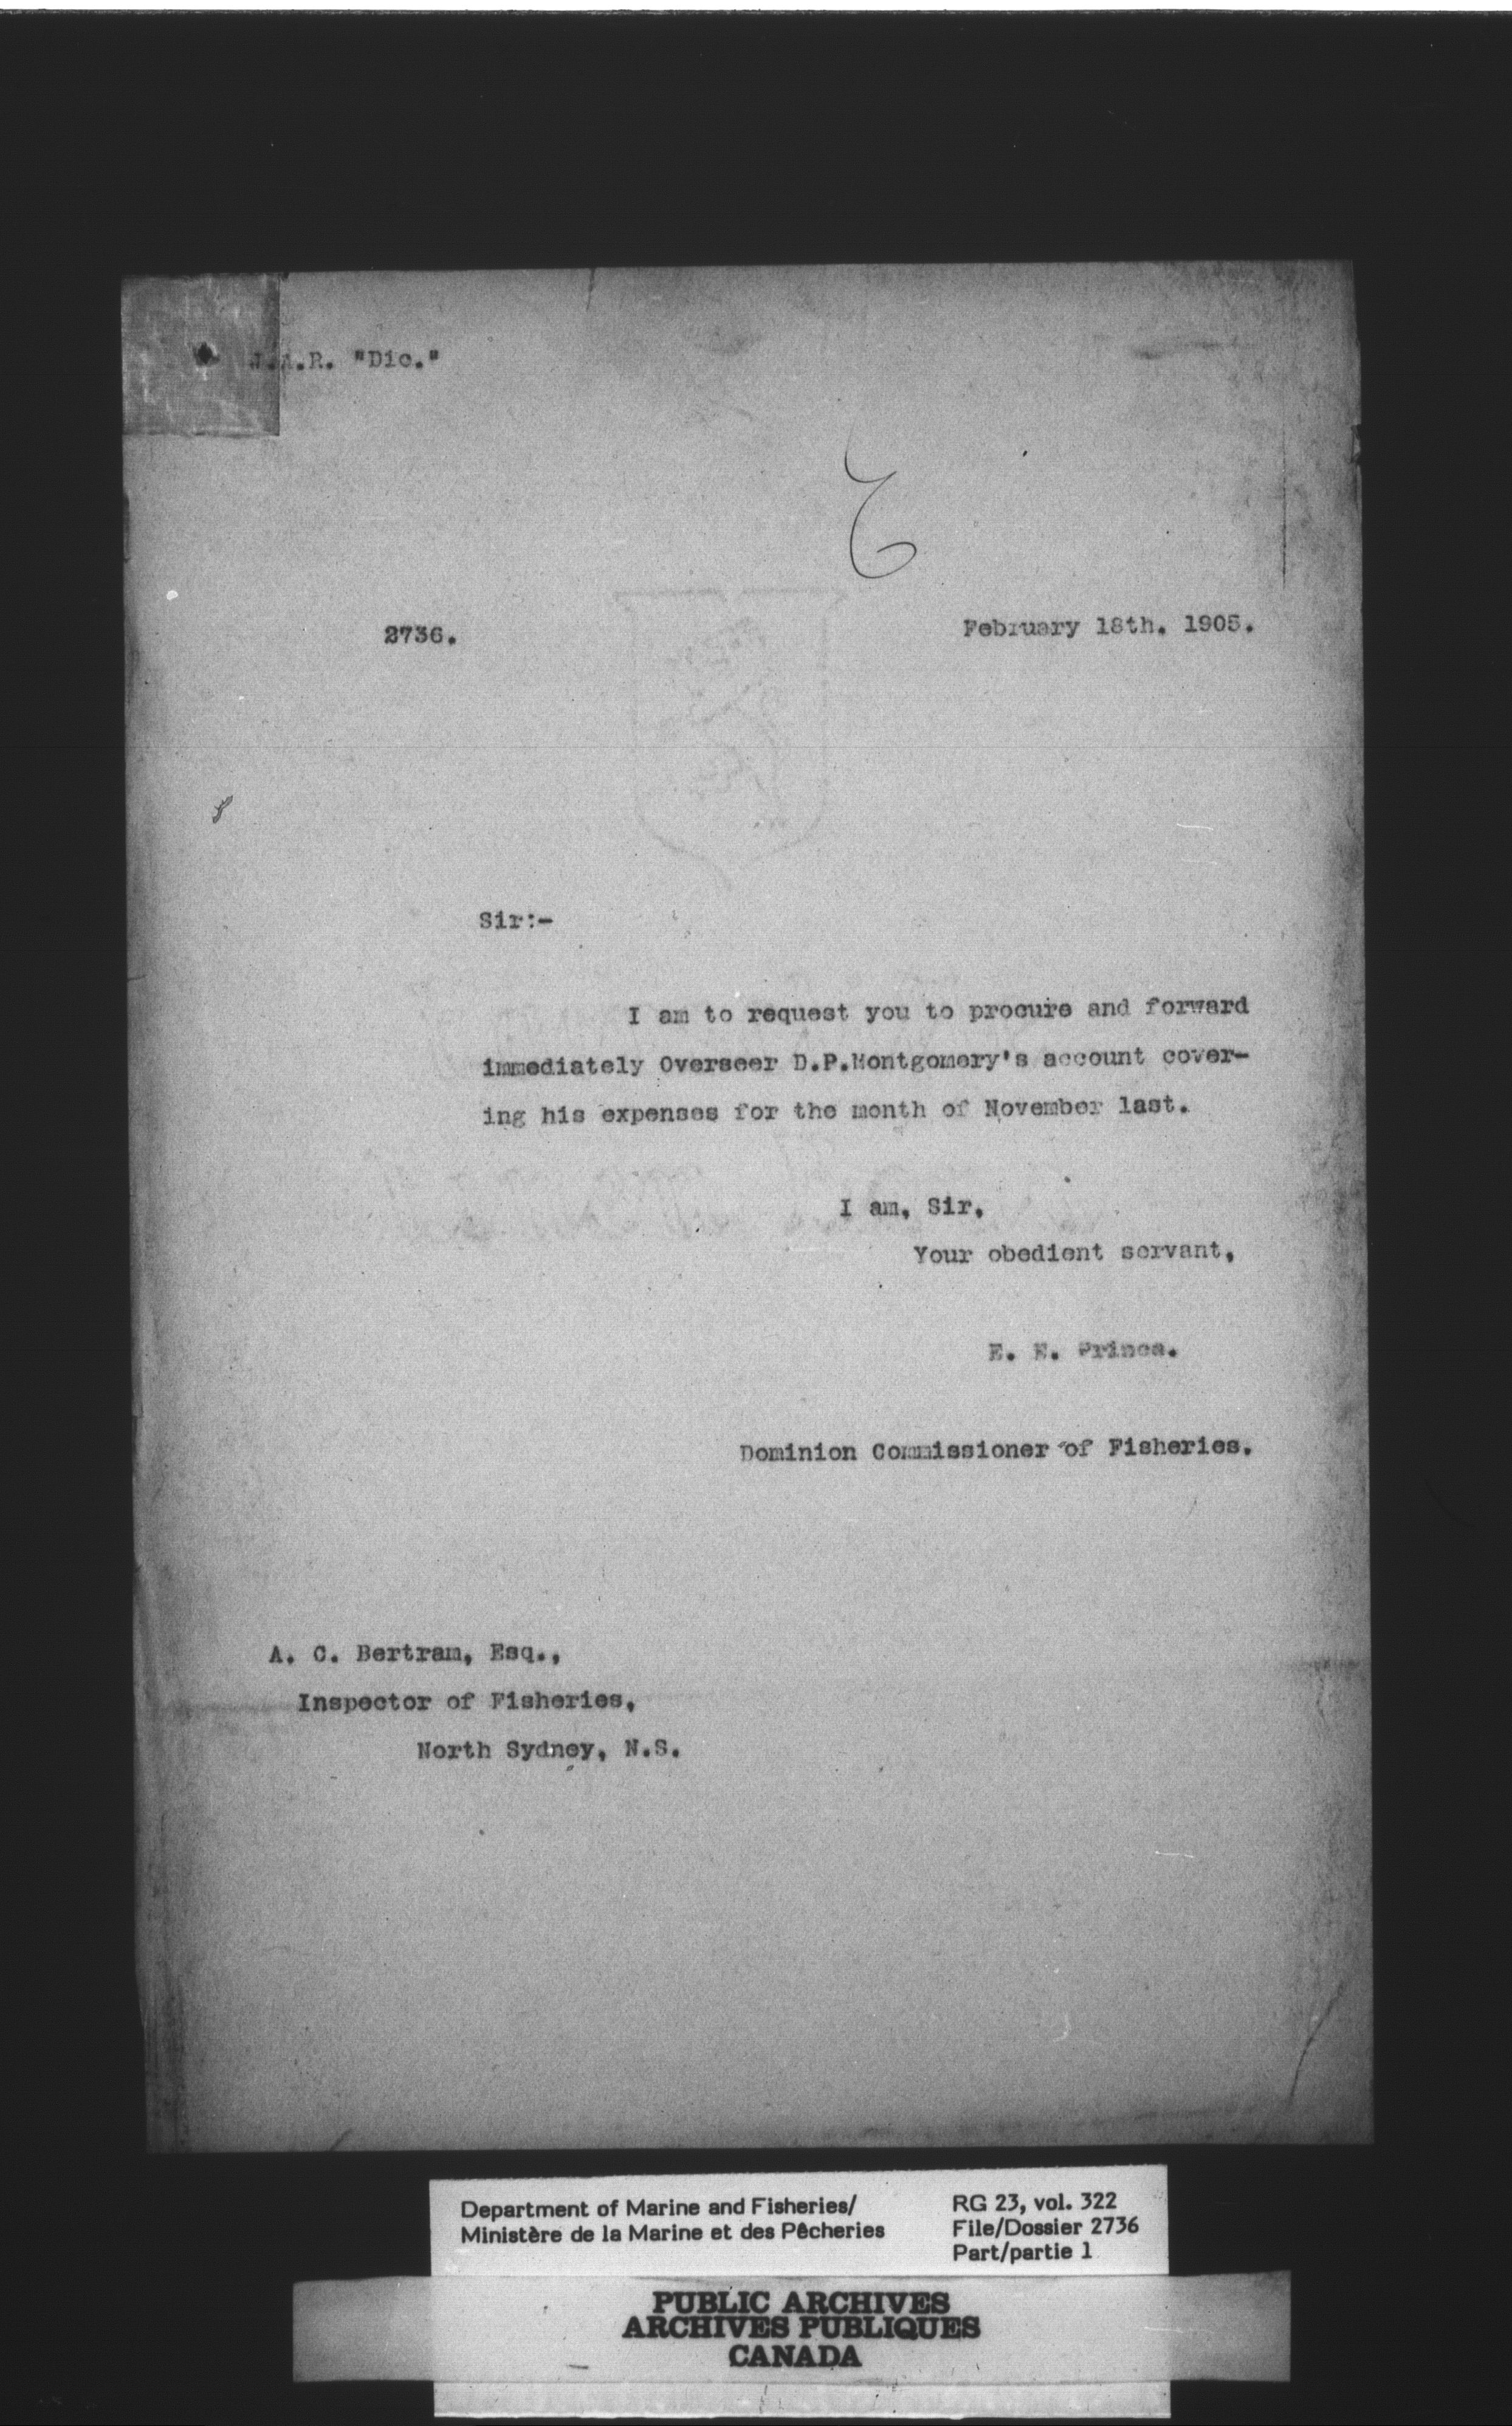 J.A.R. "Dic."
2736.
February 18th. 1905.
Sir:-
I am to request you to procure and forward
immediately Overseer D.P.Montgomery's account cover-
ing his expenses for the month of November last.
I am, Sir,
Your obedient servant,
E. E. Prince.
Dominion Commissioner of Fisheries.
A. C. Bertram, Esq.,
Inspector of Fisheries,
North Sydney, N.S.
Department of Marine and Fisheries/
Ministère de la Marine et des Pêcheries
RG 23, vol. 322
File/Dossier 2736
Part/partie 1
PUBLIC ARCHIVES
ARCHIVES PUBLIQUES
CANADA